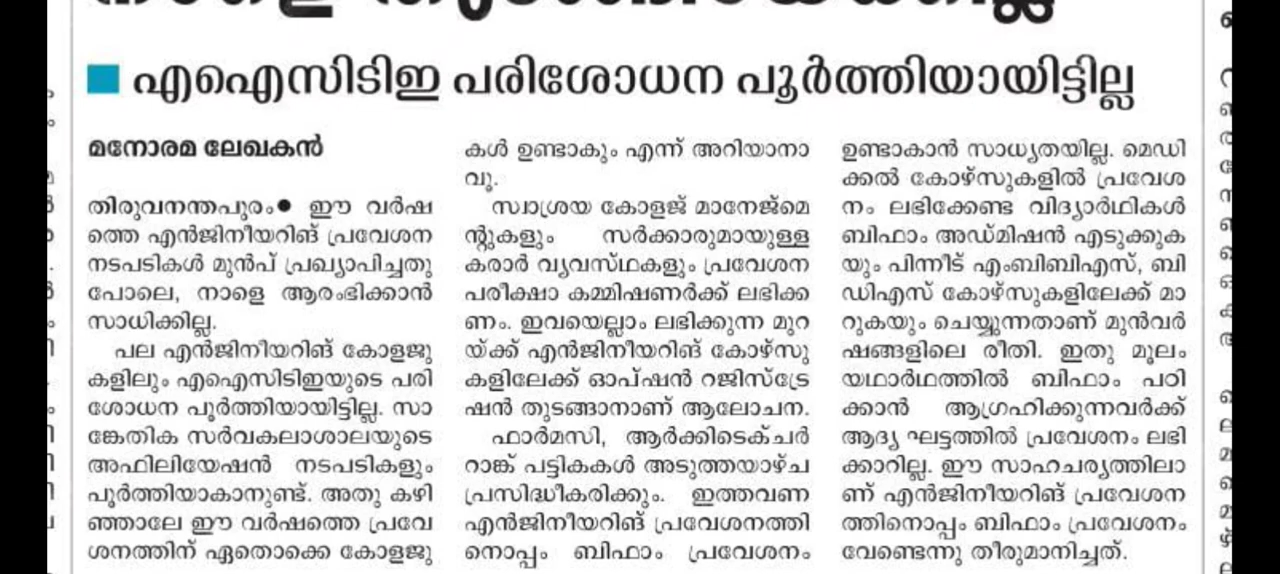 ■ എഐസിടിഇ പരിശോധന പൂർത്തിയായിട്ടില്ല
മനോരമ ലേഖകൻ
തിരുവനന്തപുരം● ഈ വർഷ
ത്തെ എൻജിനീയറിങ് പ്രവേശന
നടപടികൾ മുൻപ് പ്രഖ്യാപിച്ചതു
പോലെ, നാളെ ആരംഭിക്കാൻ
സാധിക്കില്ല.
പല എൻജിനീയറിങ് കോളജു
കളിലും എഐസിടിഇയുടെ പരി
ശോധന പൂർത്തിയായിട്ടില്ല. സാ
ങ്കേതിക സർവകലാശാലയുടെ
അഫിലിയേഷൻ നടപടികളും
പൂർത്തിയാകാനുണ്ട്. അതു കഴി
ഞ്ഞാലേ ഈ വർഷത്തെ പ്രവേ
ശനത്തിന് ഏതൊക്കെ കോളജു
കൾ ഉണ്ടാകും എന്ന് അറിയാനാ
വൂ.
സ്വാശ്രയ കോളജ് മാനേജ്മെ
ന്റുകളും സർക്കാരുമായുള്ള
കരാർ വ്യവസ്ഥകളും പ്രവേശന
പരീക്ഷാ കമ്മിഷണർക്ക് ലഭിക്ക
ണം. ഇവയെല്ലാം ലഭിക്കുന്ന മുറ
യ്ക്ക് എൻജിനീയറിങ് കോഴ്സു
കളിലേക്ക് ഓപ്ഷൻ റജിസ്ട്രേ
ഷൻ തുടങ്ങാനാണ് ആലോചന.
ഫാർമസി, ആർക്കിടെക്ചർ
റാങ്ക് പട്ടികകൾ അടുത്തയാഴ്ച
പ്രസിദ്ധീകരിക്കും. ഇത്തവണ
എൻജിനീയറിങ് പ്രവേശനത്തി
നൊപ്പം ബിഫാം പ്രവേശനം
ഉണ്ടാകാൻ സാധ്യതയില്ല. മെഡി
ക്കൽ കോഴ്സുകളിൽ പ്രവേശ
നം ലഭിക്കേണ്ട വിദ്യാർഥികൾ
ബിഫാം അഡ്മിഷൻ എടുക്കുക
യും പിന്നീട് എംബിബിഎസ്, ബി
ഡിഎസ് കോഴ്സുകളിലേക്ക് മാ
റുകയും ചെയ്യുന്നതാണ് മുൻവർ
ഷങ്ങളിലെ രീതി. ഇതു മൂലം
യഥാർഥത്തിൽ ബിഫാം പഠി
ക്കാൻ ആഗ്രഹിക്കുന്നവർക്ക്
ആദ്യ ഘട്ടത്തിൽ പ്രവേശനം ലഭി
ക്കാറില്ല. ഈ സാഹചര്യത്തിലാ
ണ് എൻജിനീയറിങ് പ്രവേശന
ത്തിനൊപ്പം ബിഫാം പ്രവേശനം
വേണ്ടെന്നു തീരുമാനിച്ചത്.